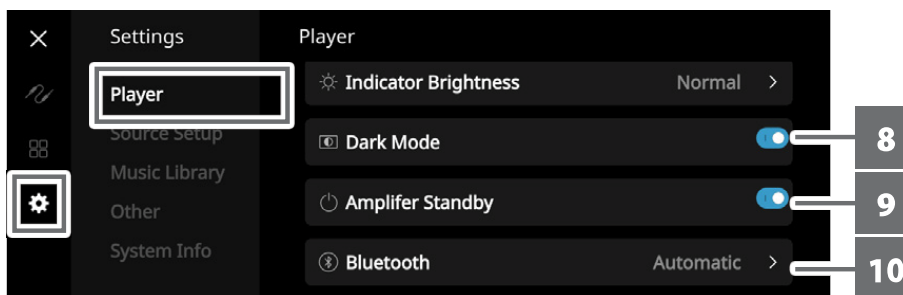 Settings
Player
Player
Source Setup
Music Library
Other
System Info
Indicator Brightness Normal
Dark Mode
Amplifer Standby
Bluetooth Automatic
8
9
10